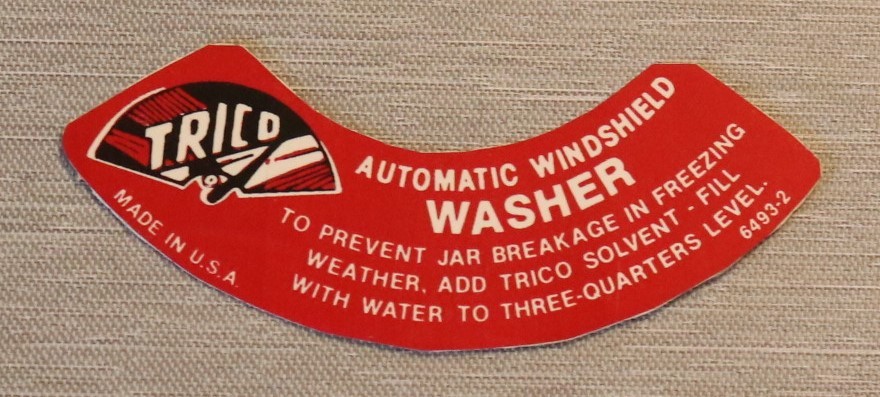 TRICO
MADE IN U.S.A.
AUTOMATIC WINDSHIELD
WASHER
TO PREVENT JAR BREAKAGE IN FREEZING
WEATHER, ADD TRICO SOLVENT - FILL
WITH WATER TO THREE-QUARTERS LEVEL.
6493-2